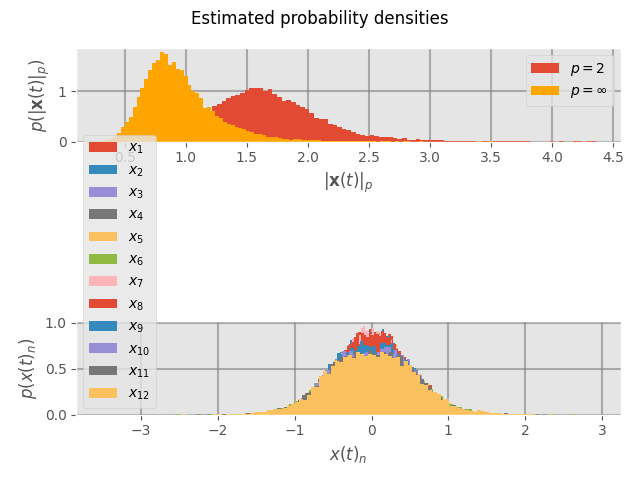 Estimated probability densities
p(|x(t)|ₚ)
1
0
p = 2
p = ∞
0.5 1.0 1.5 2.0 2.5 3.0 3.5 4.0 4.5
|x(t)|ₚ
x₁
x₂
x₃
x₄
x₅
x₆
x₇
x₈
x₉
x₁₀
x₁₁
x₁₂
p(x(t)ₙ)
1.0
0.5
0.0
−3 −2 −1 0 1 2 3
x(t)ₙ